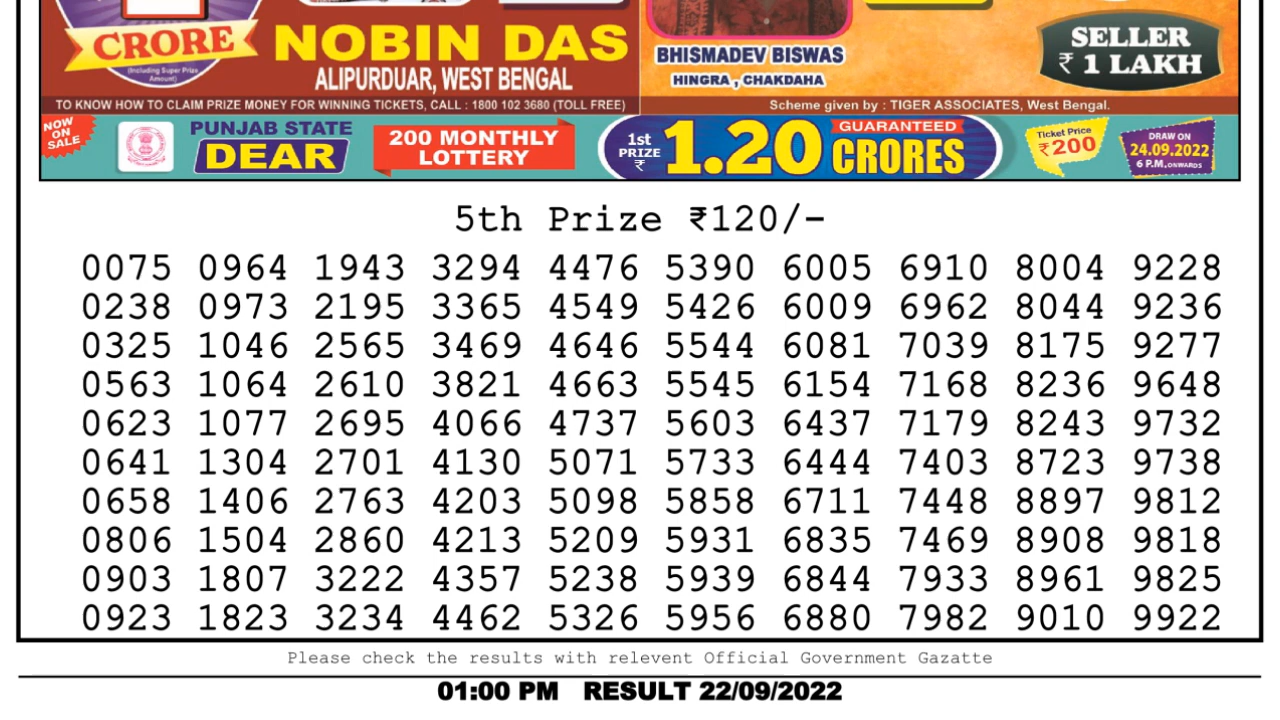 CRORE
(Including Super Prize
Amount)
NOBIN DAS
ALIPURDUAR, WEST BENGAL
BHISMADEV BISWAS
HINGRA , CHAKDAHA
SELLER
₹ 1 LAKH
TO KNOW HOW TO CLAIM PRIZE MONEY FOR WINNING TICKETS, CALL : 1800 102 3680 (TOLL FREE)
Scheme given by : TIGER ASSOCIATES, West Bengal.
NOW
ON
SALE
PUNJAB STATE
DEAR
200 MONTHLY
LOTTERY
1st
PRIZE
₹
1.20
GUARANTEED
CRORES
Ticket Price
₹200
DRAW ON
24.09.2022
6 P.M. ONWARDS
5th Prize ₹120/-
0075 0964 1943 3294 4476 5390 6005 6910 8004 9228
0238 0973 2195 3365 4549 5426 6009 6962 8044 9236
0325 1046 2565 3469 4646 5544 6081 7039 8175 9277
0563 1064 2610 3821 4663 5545 6154 7168 8236 9648
0623 1077 2695 4066 4737 5603 6437 7179 8243 9732
0641 1304 2701 4130 5071 5733 6444 7403 8723 9738
0658 1406 2763 4203 5098 5858 6711 7448 8897 9812
0806 1504 2860 4213 5209 5931 6835 7469 8908 9818
0903 1807 3222 4357 5238 5939 6844 7933 8961 9825
0923 1823 3234 4462 5326 5956 6880 7982 9010 9922
Please check the results with relevent Official Government Gazatte
01:00 PM RESULT 22/09/2022